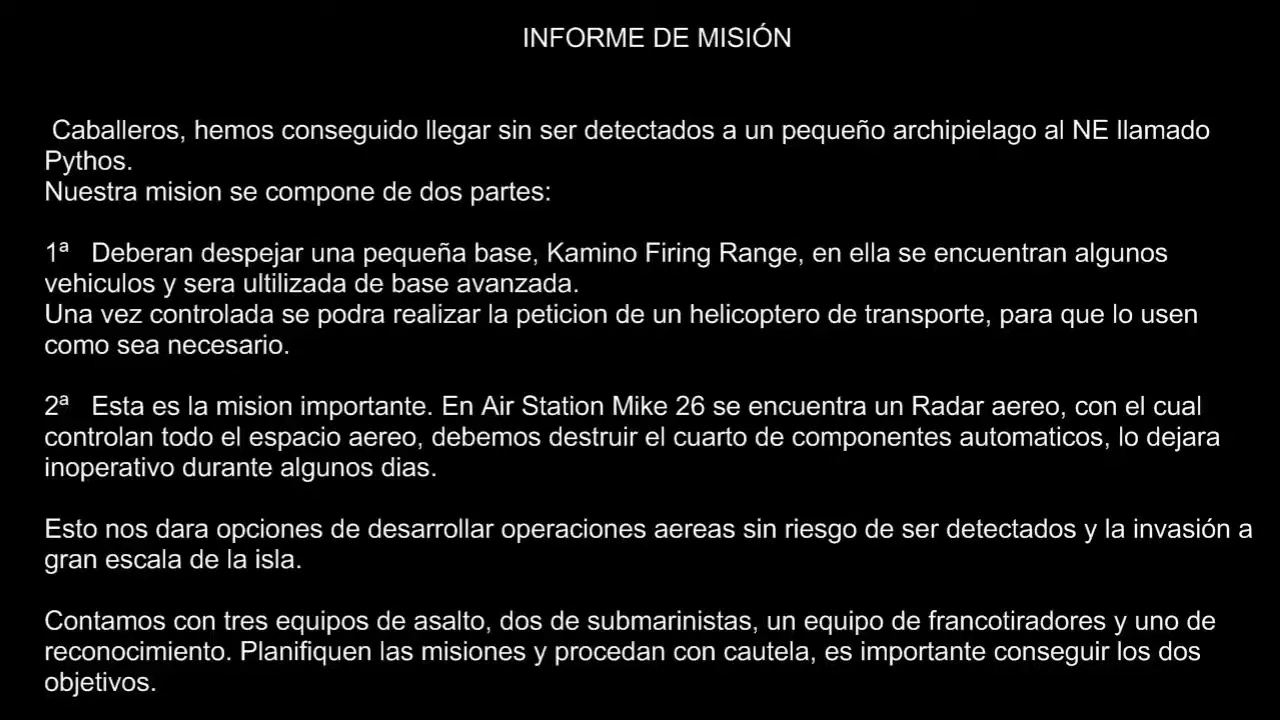 INFORME DE MISIÓN
Caballeros, hemos conseguido llegar sin ser detectados a un pequeño archipielago al NE llamado
Pythos.
Nuestra mision se compone de dos partes:
1ª Deberan despejar una pequeña base, Kamino Firing Range, en ella se encuentran algunos
vehiculos y sera ultilizada de base avanzada.
Una vez controlada se podra realizar la peticion de un helicoptero de transporte, para que lo usen
como sea necesario.
2ª Esta es la mision importante. En Air Station Mike 26 se encuentra un Radar aereo, con el cual
controlan todo el espacio aereo, debemos destruir el cuarto de componentes automaticos, lo dejara
inoperativo durante algunos dias.
Esto nos dara opciones de desarrollar operaciones aereas sin riesgo de ser detectados y la invasión a
gran escala de la isla.
Contamos con tres equipos de asalto, dos de submarinistas, un equipo de francotiradores y uno de
reconocimiento. Planifiquen las misiones y procedan con cautela, es importante conseguir los dos
objetivos.